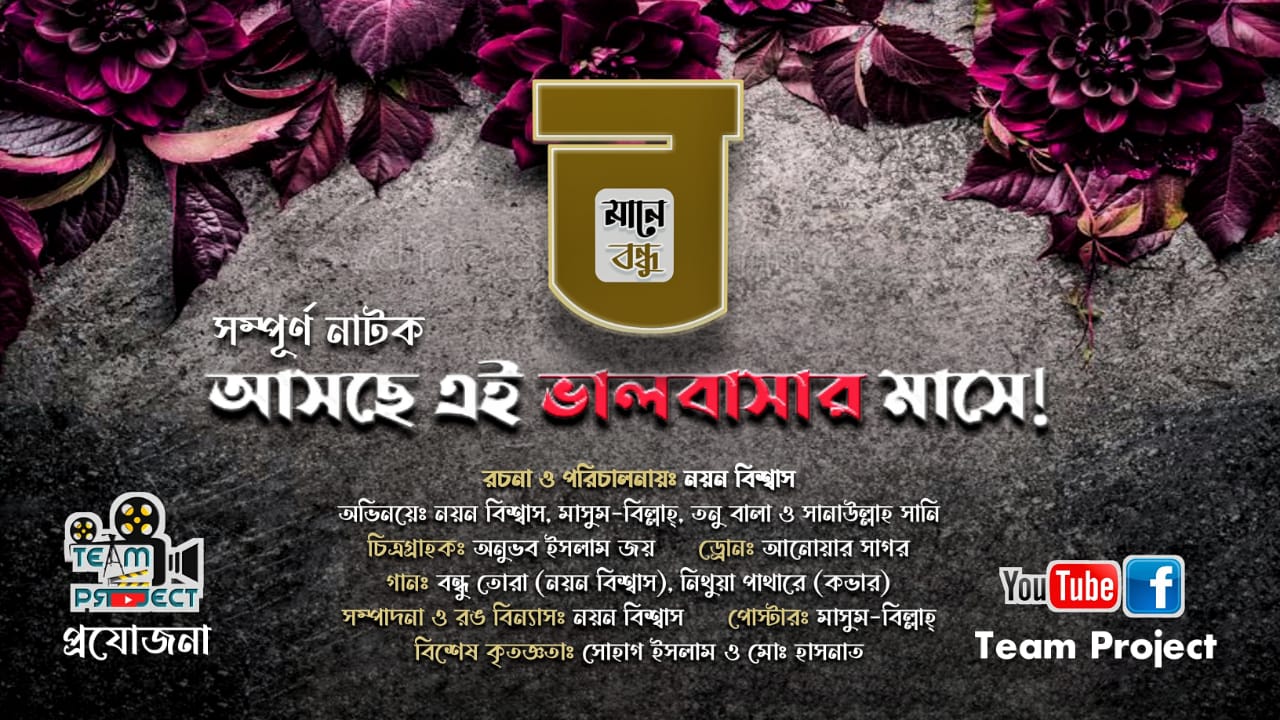 ন
মানে
বন্ধু
সম্পূর্ণ নাটক
আসছে এই ভালবাসার মাসে!
রচনা ও পরিচালনায়ঃ নয়ন বিশ্বাস
অভিনয়েঃ নয়ন বিশ্বাস, মাসুম-বিল্লাহ্, তনু বালা ও সানাউল্লাহ সানি
চিত্রগ্রাহকঃ অনুভব ইসলাম জয় ড্রোনঃ আনোয়ার সাগর
গানঃ বন্ধু তোরা (নয়ন বিশ্বাস), নিথুয়া পাথারে (কভার)
সম্পাদনা ও রঙ বিন্যাসঃ নয়ন বিশ্বাস পোস্টারঃ মাসুম-বিল্লাহ্
বিশেষ কৃতজ্ঞতাঃ সোহাগ ইসলাম ও মোঃ হাসনাত
TEAM
PROJECT
প্রযোজনা
YouTube f
Team Project